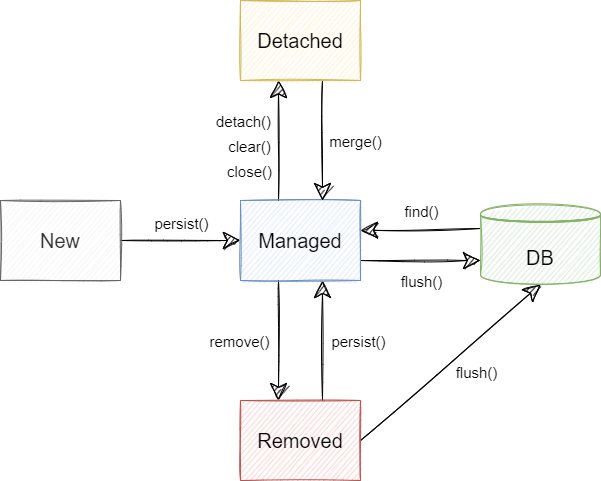 Detached
detach()
clear()
close()
merge()
New
persist()
Managed
find()
flush()
DB
remove()
persist()
flush()
Removed